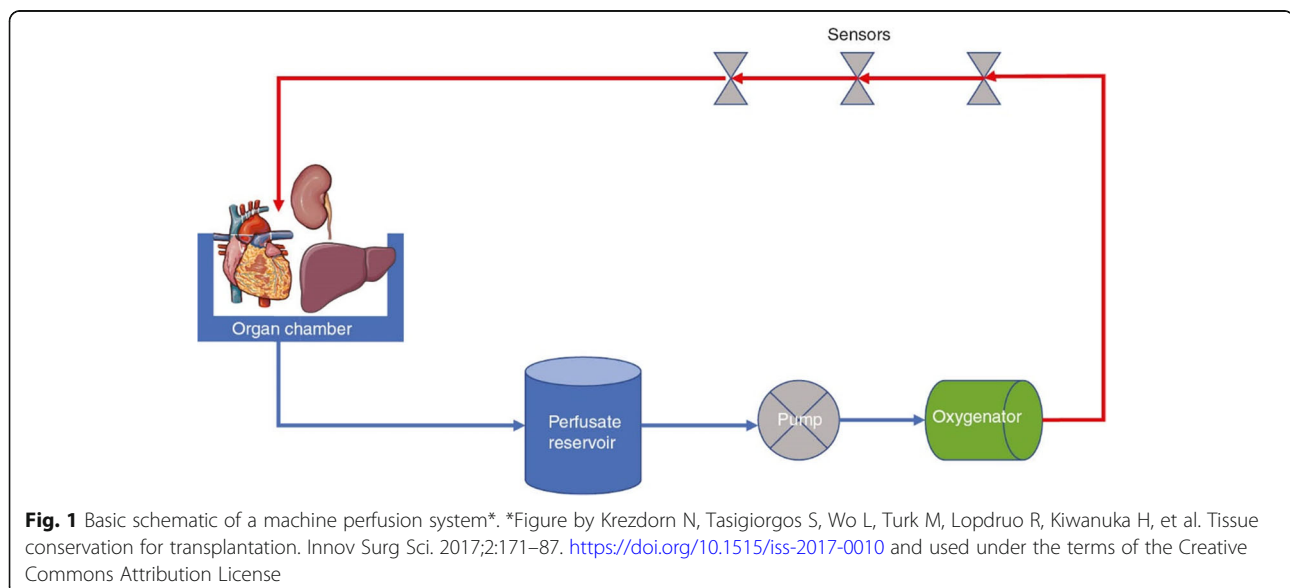 Sensors
Organ chamber
Perfusate
reservoir
Pump
Oxygenator
Fig. 1 Basic schematic of a machine perfusion system*. *Figure by Krezdorn N, Tasigiorgos S, Wo L, Turk M, Lopdruo R, Kiwanuka H, et al. Tissue
conservation for transplantation. Innov Surg Sci. 2017;2:171–87. https://doi.org/10.1515/iss-2017-0010 and used under the terms of the Creative
Commons Attribution License